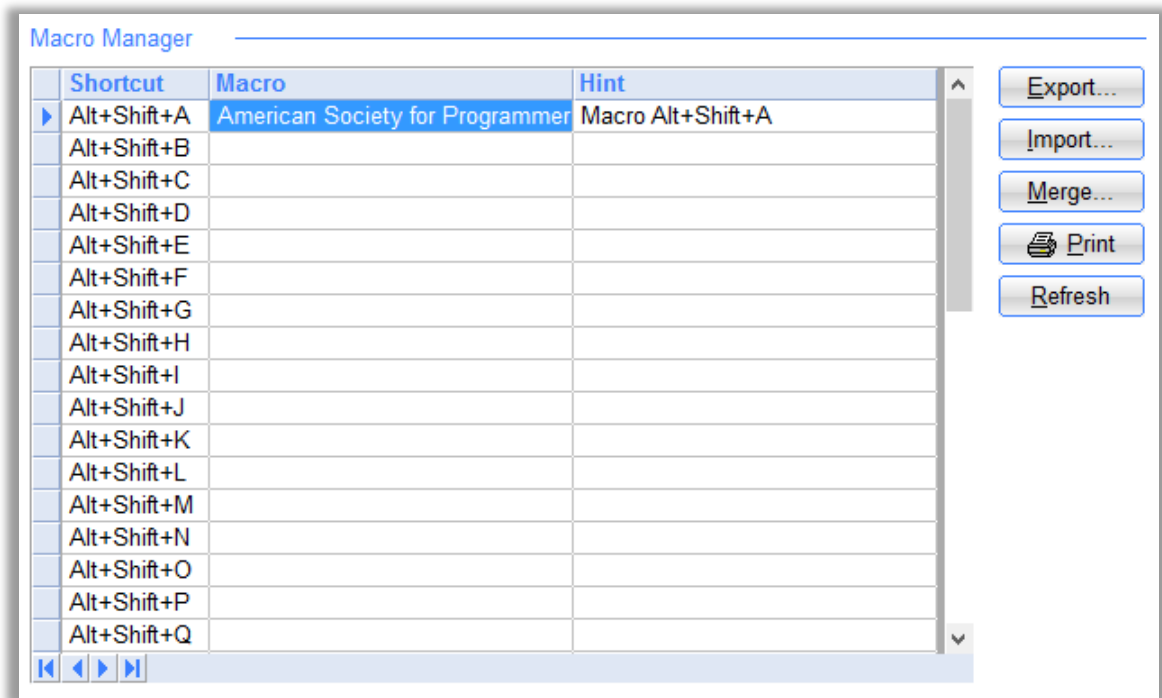 Macro Manager
Shortcut Macro Hint
Alt+Shift+A American Society for Programmer Macro Alt+Shift+A
Alt+Shift+B
Alt+Shift+C
Alt+Shift+D
Alt+Shift+E
Alt+Shift+F
Alt+Shift+G
Alt+Shift+H
Alt+Shift+I
Alt+Shift+J
Alt+Shift+K
Alt+Shift+L
Alt+Shift+M
Alt+Shift+N
Alt+Shift+O
Alt+Shift+P
Alt+Shift+Q
Export...
Import...
Merge...
Print
Refresh